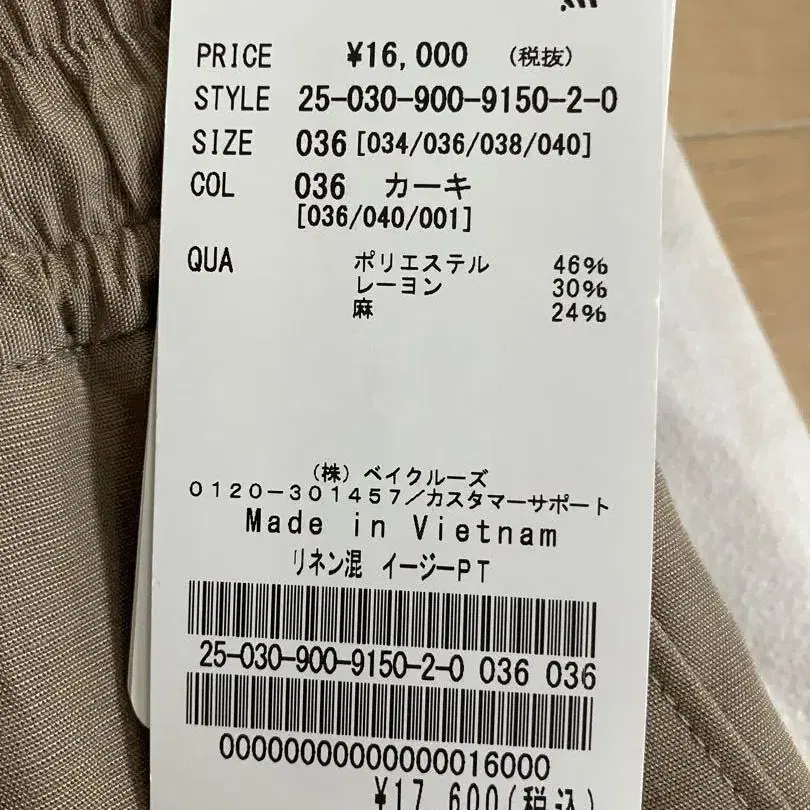 PRICE ¥16,000 (税抜)
STYLE 25-030-900-9150-2-0
SIZE 036 [034/036/038/040]
COL 036 カーキ
[036/040/001]
QUA ポリエステル 46%
レーヨン 30%
麻 24%
(株) ベイクルーズ
0120-301457/カスタマーサポート
Made in Vietnam
リネン混 イージーPT
25-030-900-9150-2-0 036 036
00000000000000016000
¥17,600(税込)